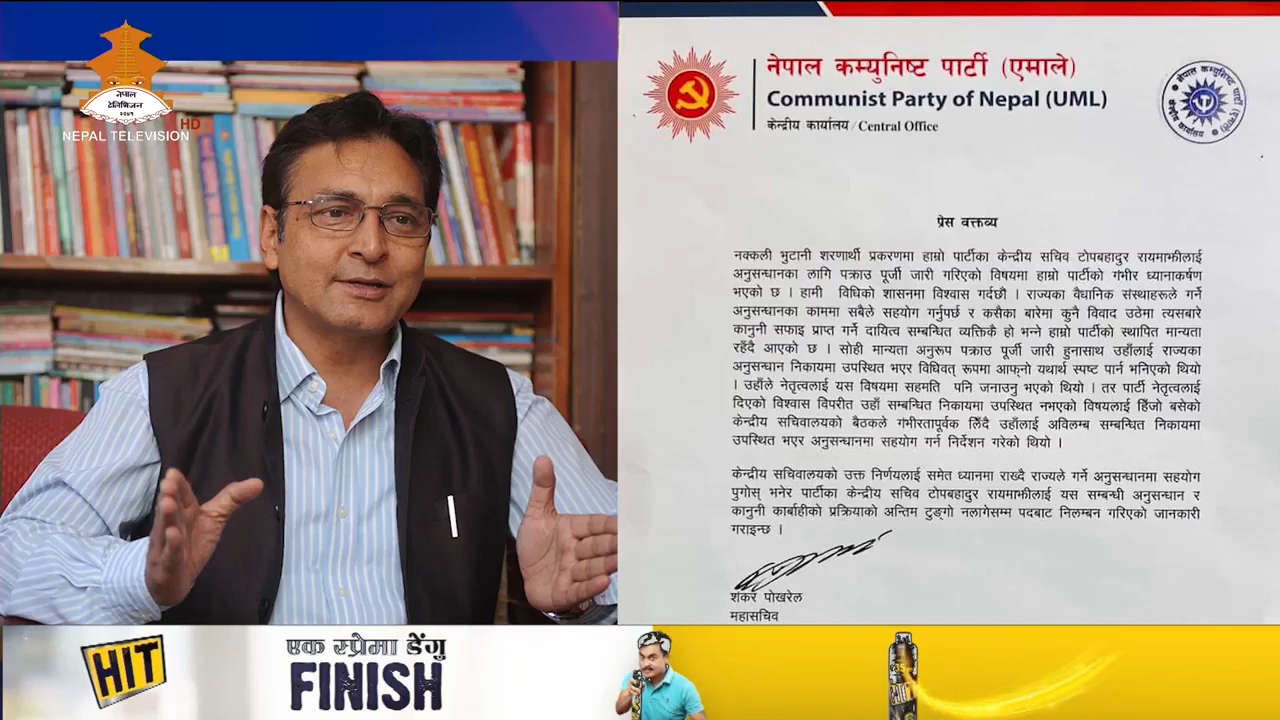 नेपाल
टेलिभिजन
२०४१
NEPAL TELEVISION HD
नेपाल कम्युनिष्ट पार्टी (एमाले)
Communist Party of Nepal (UML)
केन्द्रीय कार्यालय/Central Office
नेपाल कम्युनिष्ट पार्टी (एमाले)
केन्द्रीय कार्यालय
प्रेस वक्तव्य
नक्कली भुटानी शरणार्थी प्रकरणमा हाम्रो पार्टीका केन्द्रीय सचिव टोपबहादुर रायमाझीलाई
अनुसन्धानका लागि पक्राउ पूर्जी जारी गरिएको विषयमा हाम्रो पार्टीको गंभीर ध्यानाकर्षण
भएको छ । हामी विधिको शासनमा विश्वास गर्दछौ । राज्यका वैधानिक संस्थाहरूले गर्ने
अनुसन्धानका काममा सबैले सहयोग गर्नुपर्छ र कसैका बारेमा कुनै विवाद उठेमा त्यसबारे
कानुनी सफाइ प्राप्त गर्ने दायित्व सम्बन्धित व्यक्तिकै हो भन्ने हाम्रो पार्टीको स्थापित मान्यता
रहँदै आएको छ । सोही मान्यता अनुरूप पक्राउ पूर्जी जारी हुनासाथ उहाँलाई राज्यका
अनुसन्धान निकायमा उपस्थित भएर विधिवत् रूपमा आफ्नो यथार्थ स्पष्ट पार्न भनिएको थियो
। उहाँले नेतृत्वलाई यस विषयमा सहमति पनि जनाउनु भएको थियो । तर पार्टी नेतृत्वलाई
दिएको विश्वास विपरीत उहाँ सम्बन्धित निकायमा उपस्थित नभएको विषयलाई हिँजो बसेको
केन्द्रीय सचिवालयको बैठकले गंभीरतापूर्वक लिँदै उहाँलाई अविलम्ब सम्बन्धित निकायमा
उपस्थित भएर अनुसन्धानमा सहयोग गर्न निर्देशन गरेको थियो ।
केन्द्रीय सचिवालयको उक्त निर्णयलाई समेत ध्यानमा राख्दै राज्यले गर्ने अनुसन्धानमा सहयोग
पुगोस् भनेर पार्टीका केन्द्रीय सचिव टोपबहादुर रायमाझीलाई यस सम्बन्धी अनुसन्धान र
कानुनी कार्बाहीको प्रक्रियाको अन्तिम टुङ्गो नलागेसम्म पदबाट निलम्बन गरिएको जानकारी
गराइन्छ ।
शंकर पोखरेल
महासचिव
HIT
एक स्प्रेमा डेंगु
FINISH
HIT